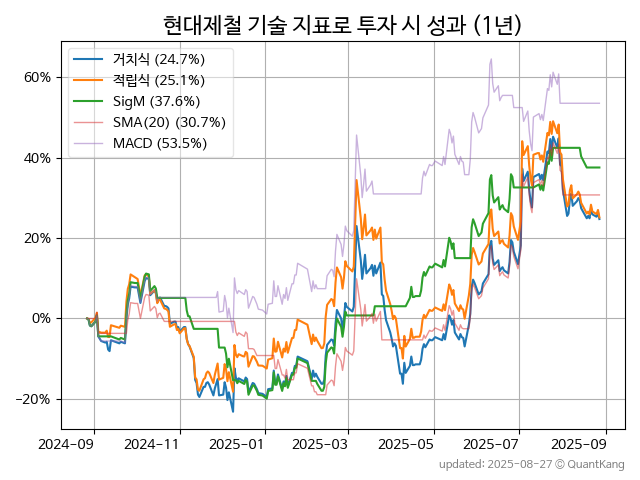 현대제철 기술 지표로 투자 시 성과 (1년)
거치식 (24.7%)
적립식 (25.1%)
SigM (37.6%)
SMA(20) (30.7%)
MACD (53.5%)
60%
40%
20%
0%
−20%
2024-09 2024-11 2025-01 2025-03 2025-05 2025-07 2025-09
updated: 2025-08-27 © QuantKang